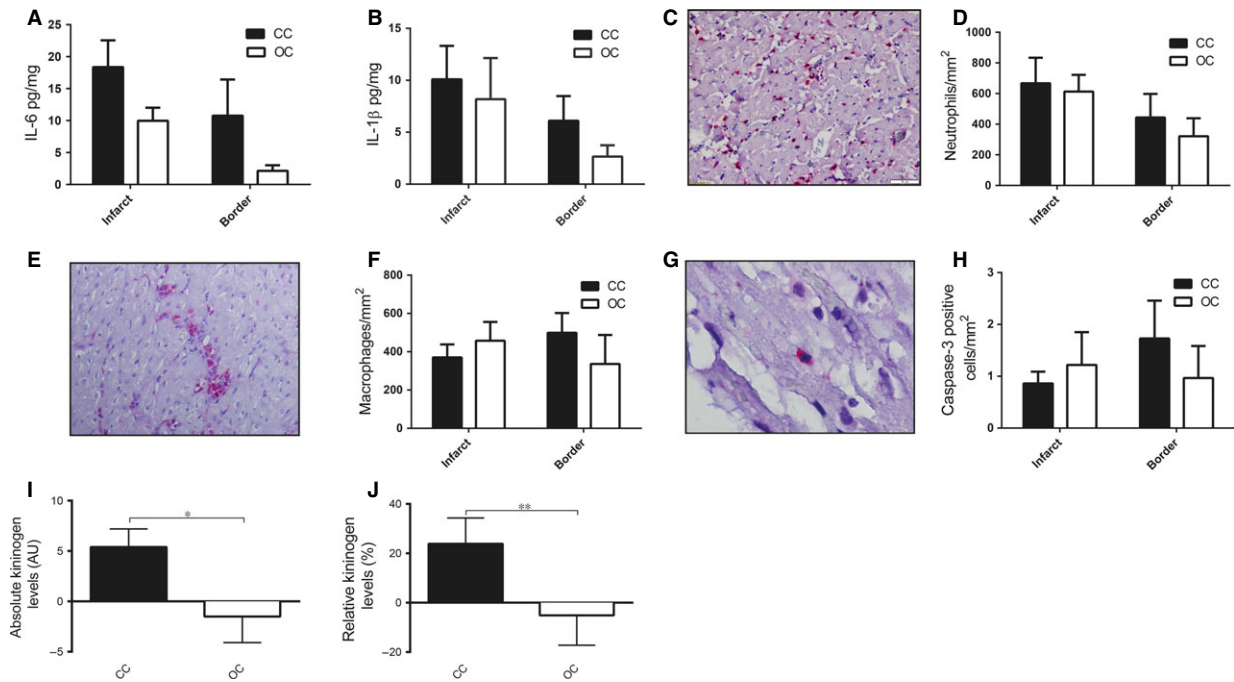 A
IL-6 pg/mg
25
20
15
10
5
0
CC
OC
Infarct
Border
B
IL-1β pg/mg
15
10
5
0
CC
OC
Infarct
Border
C
D
Neutrophils/mm²
1000
800
600
400
200
0
CC
OC
Infarct
Border
E
F
Macrophages/mm²
800
600
400
200
0
CC
OC
Infarct
Border
G
H
Caspase-3 positive
cells/mm²
3
2
1
0
CC
OC
Infarct
Border
I
Absolute kininogen
levels (AU)
10
5
0
–5
*
CC
OC
J
Relative kininogen
levels (%)
40
20
0
–20
**
CC
OC